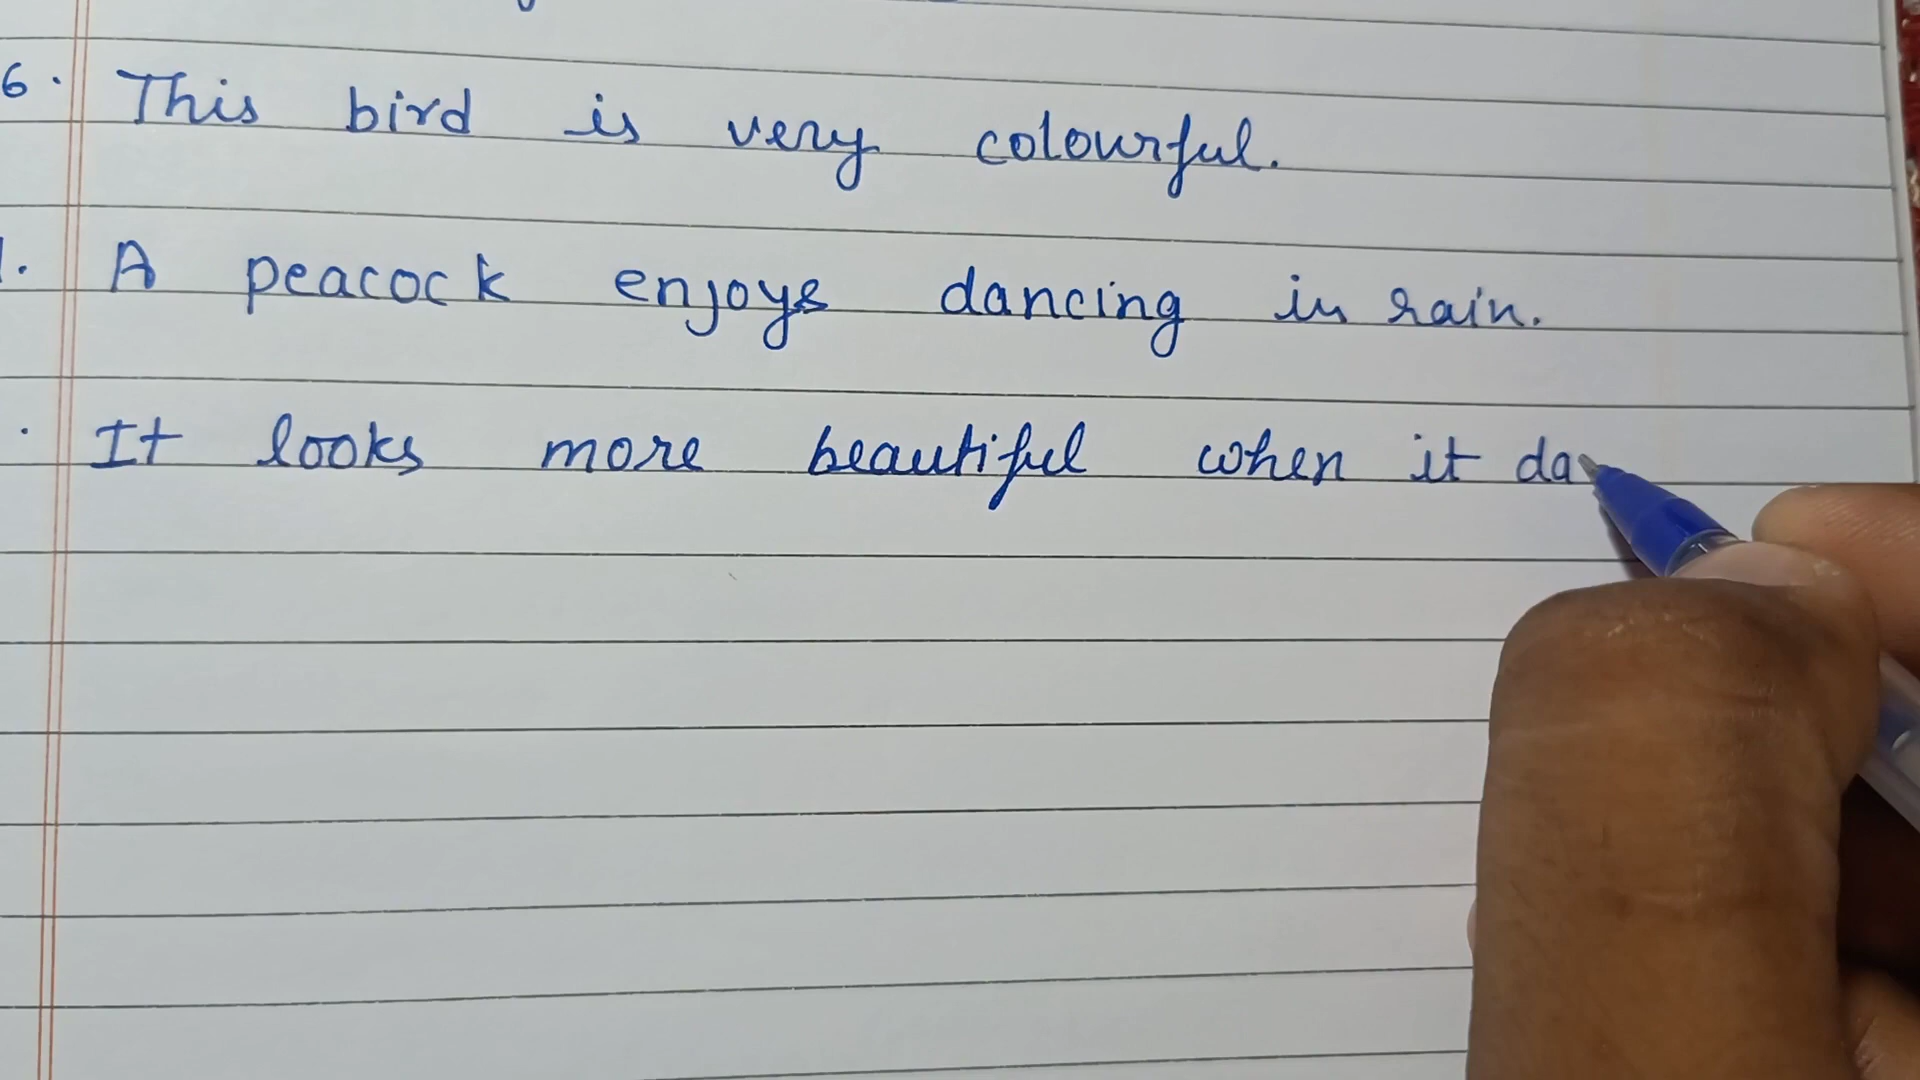 6. This bird is very colourful.
. A peacock enjoys dancing in rain.
. It looks more beautiful when it da